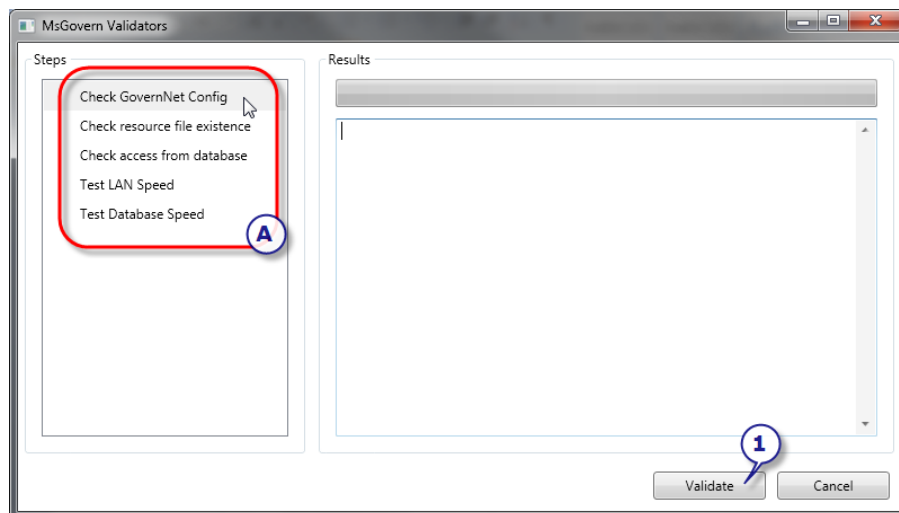 MsGovern Validators
Steps
Check GovernNet Config
Check resource file existence
Check access from database
Test LAN Speed
Test Database Speed
A
Results
1
Validate
Cancel